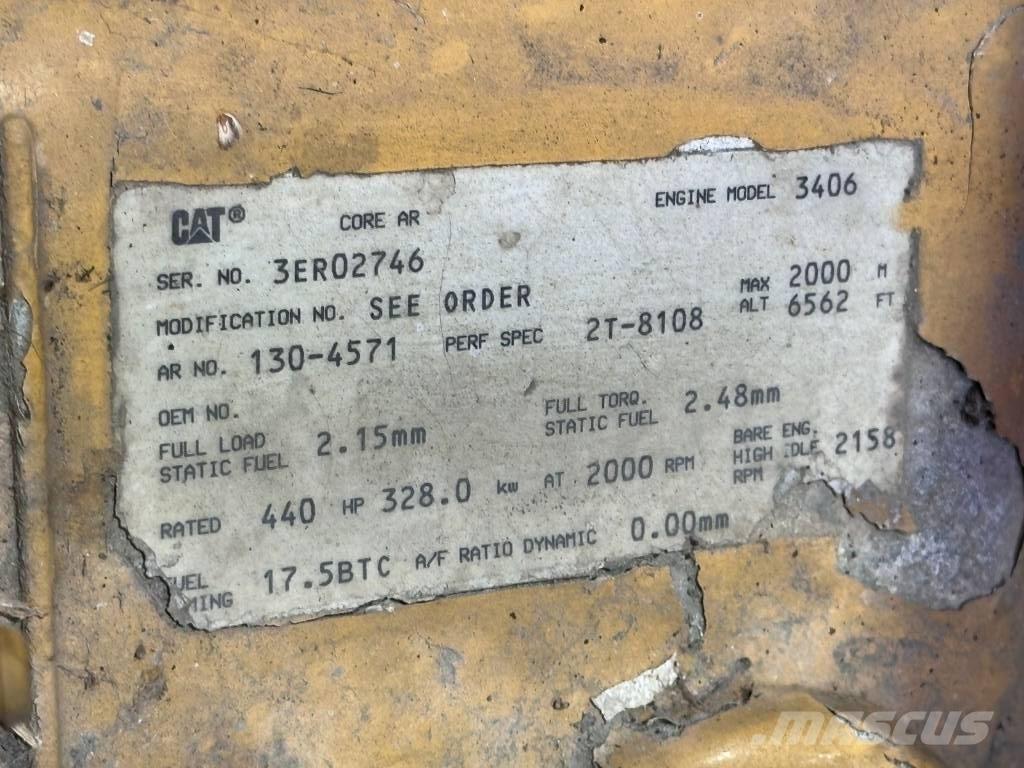 CAT® CORE AR ENGINE MODEL 3406
SER. NO. 3ER02746
MODIFICATION NO. SEE ORDER MAX ALT 2000 M 6562 FT
AR NO. 130-4571 PERF SPEC 2T-8108
OEM NO.
FULL LOAD STATIC FUEL 2.15mm FULL TORQ. STATIC FUEL 2.48mm
RATED 440 HP 328.0 kw AT 2000 RPM BARE ENG. HIGH IDLE RPM 2158
UEL MING 17.5BTC A/F RATIO DYNAMIC 0.00mm
mascus